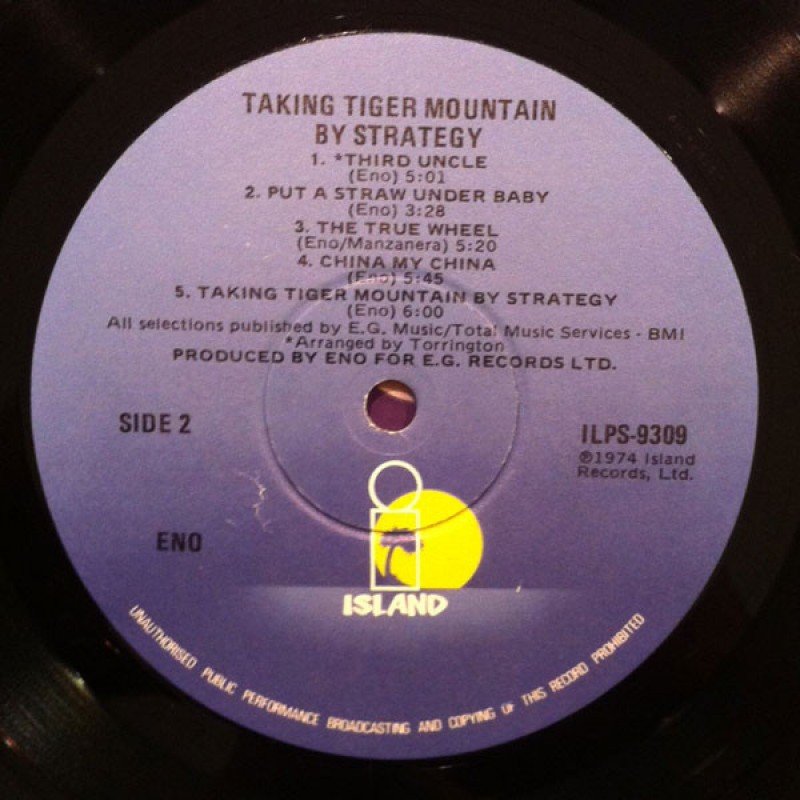 TAKING TIGER MOUNTAIN
BY STRATEGY
1. *THIRD UNCLE
(Eno) 5:01
2. PUT A STRAW UNDER BABY
(Eno) 3:28
3. THE TRUE WHEEL
(Eno/Manzanera) 5:20
4. CHINA MY CHINA
(Eno) 5:45
5. TAKING TIGER MOUNTAIN BY STRATEGY
(Eno) 6:00
All selections published by E.G. Music/Total Music Services - BMI
*Arranged by Torrington
PRODUCED BY ENO FOR E.G. RECORDS LTD.
SIDE 2
ILPS-9309
℗1974 Island
Records, Ltd.
ENO
ISLAND
UNAUTHORISED PUBLIC PERFORMANCE BROADCASTING AND COPYING OF THIS RECORD PROHIBITED